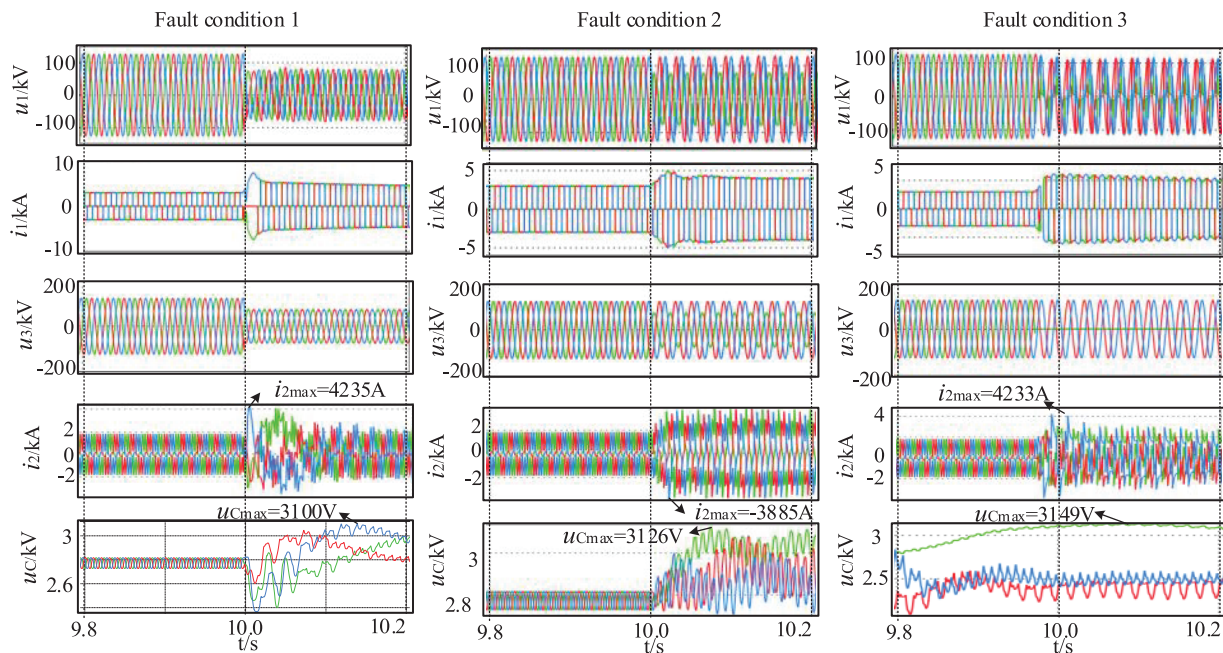 Fault condition 1
u1/kV
100
0
-100
i1/kA
10
0
-10
u3/kV
200
0
-200
i2max=4235A
i2/kA
2
0
-2
uCmax=3100V
uC/kV
3
2.6
9.8
10.0
10.2
t/s
Fault condition 2
u1/kV
100
0
-100
i1/kA
5
0
-5
u3/kV
200
0
-200
i2/kA
2
0
-2
i2max=-3885A
uCmax=3126V
uC/kV
3
2.8
9.8
10.0
10.2
t/s
Fault condition 3
u1/kV
100
0
-100
i1/kA
5
0
-5
u3/kV
200
0
-200
i2max=4233A
i2/kA
4
2
0
-2
uCmax=3149V
uC/kV
3
2.5
9.8
10.0
10.2
t/s